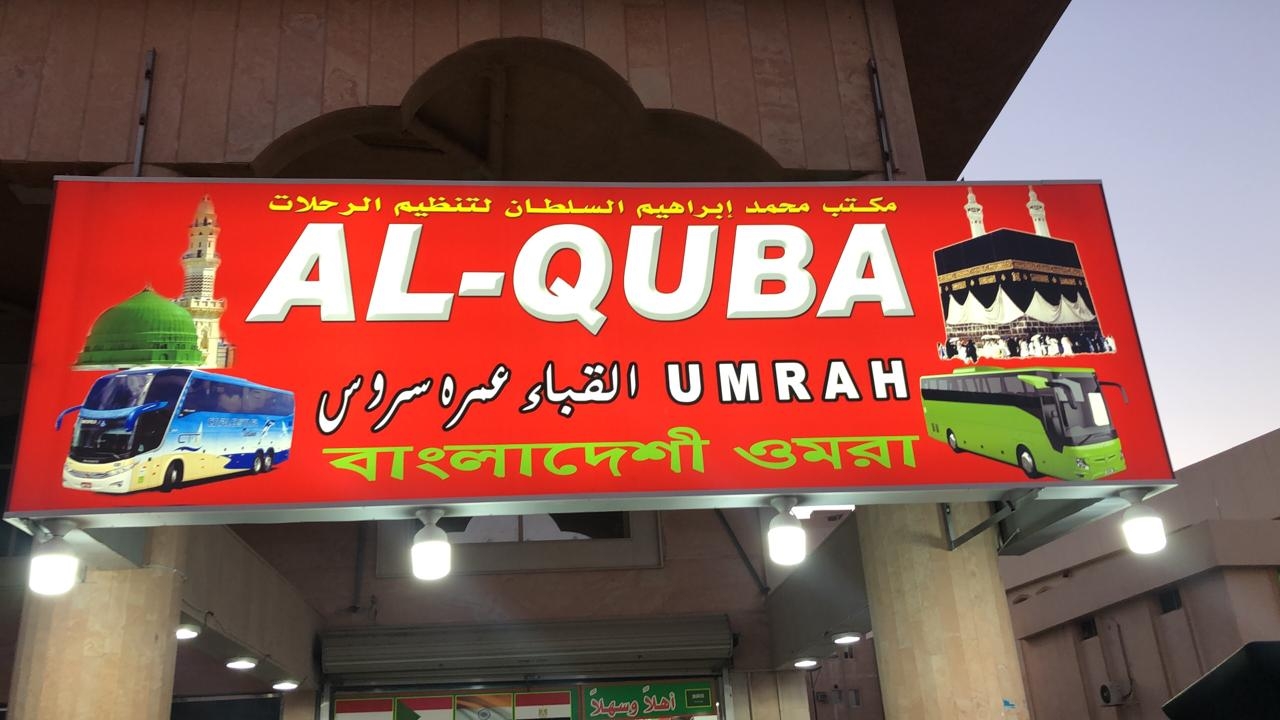 مكتب محمد إبراهيم السلطان لتنظيم الرحلات
AL-QUBA
القباء عمره سروس UMRAH
বাংলাদেশী ওমরা
أهلاً وسهلاً